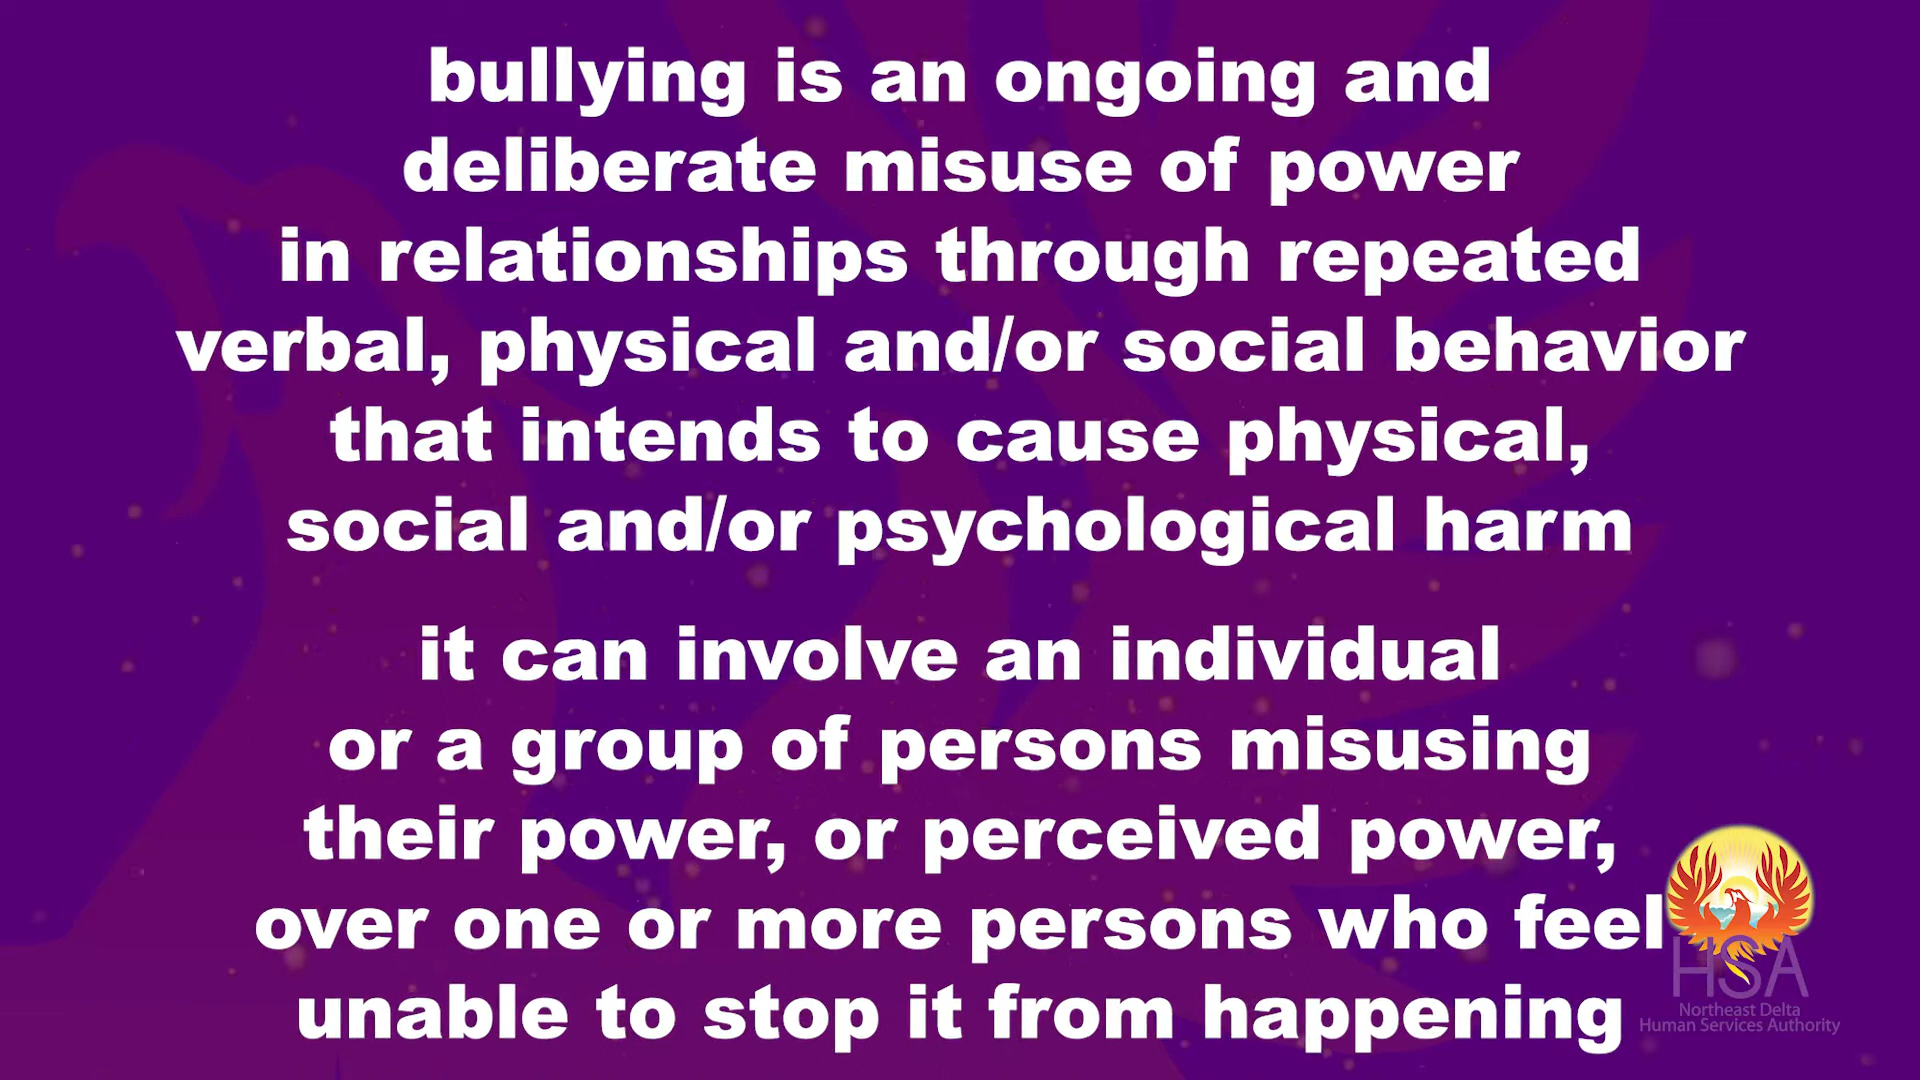 bullying is an ongoing and
deliberate misuse of power
in relationships through repeated
verbal, physical and/or social behavior
that intends to cause physical,
social and/or psychological harm
it can involve an individual
or a group of persons misusing
their power, or perceived power,
over one or more persons who feel
unable to stop it from happening
HSA
Northeast Delta
Human Services Authority